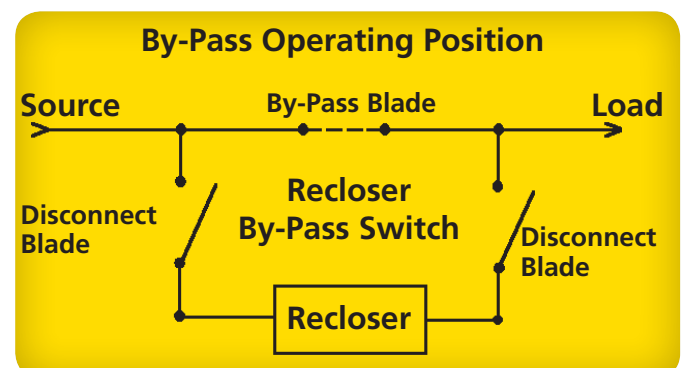 By-Pass Operating Position
Source
By-Pass Blade
Load
Recloser
By-Pass Switch
Disconnect
Blade
Disconnect
Blade
Recloser